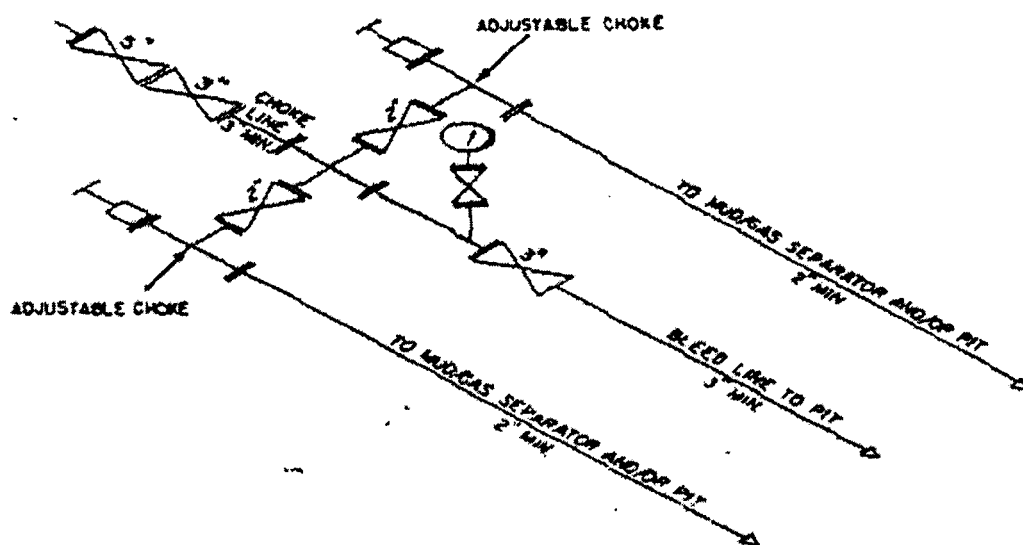 ADJUSTABLE CHOKE
3"
3"
CHOKE
LINE
3" MIN.
3"
TO MUD/GAS SEPARATOR AND/OR PIT
2" MIN
ADJUSTABLE CHOKE
BLEED LINE TO PIT
3" MIN.
TO MUD/GAS SEPARATOR AND/OR PIT
2" MIN.